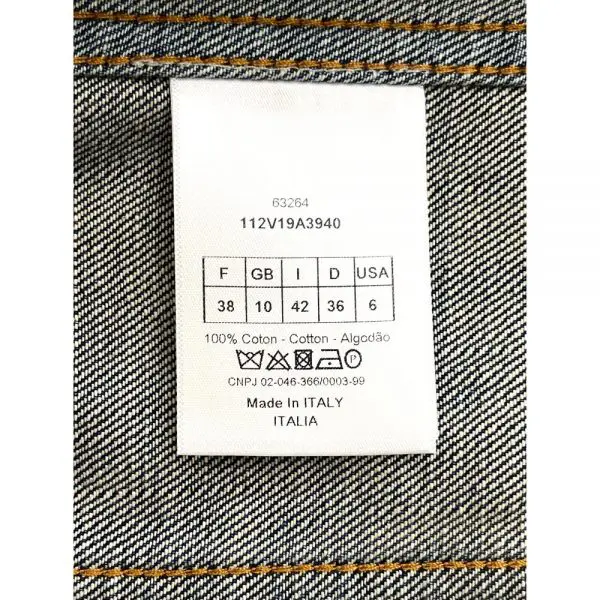 63264
112V19A3940
F GB I D USA
38 10 42 36 6
100% Coton - Cotton - Algodão
P
CNPJ 02-046-366/0003-99
Made In ITALY
ITALIA